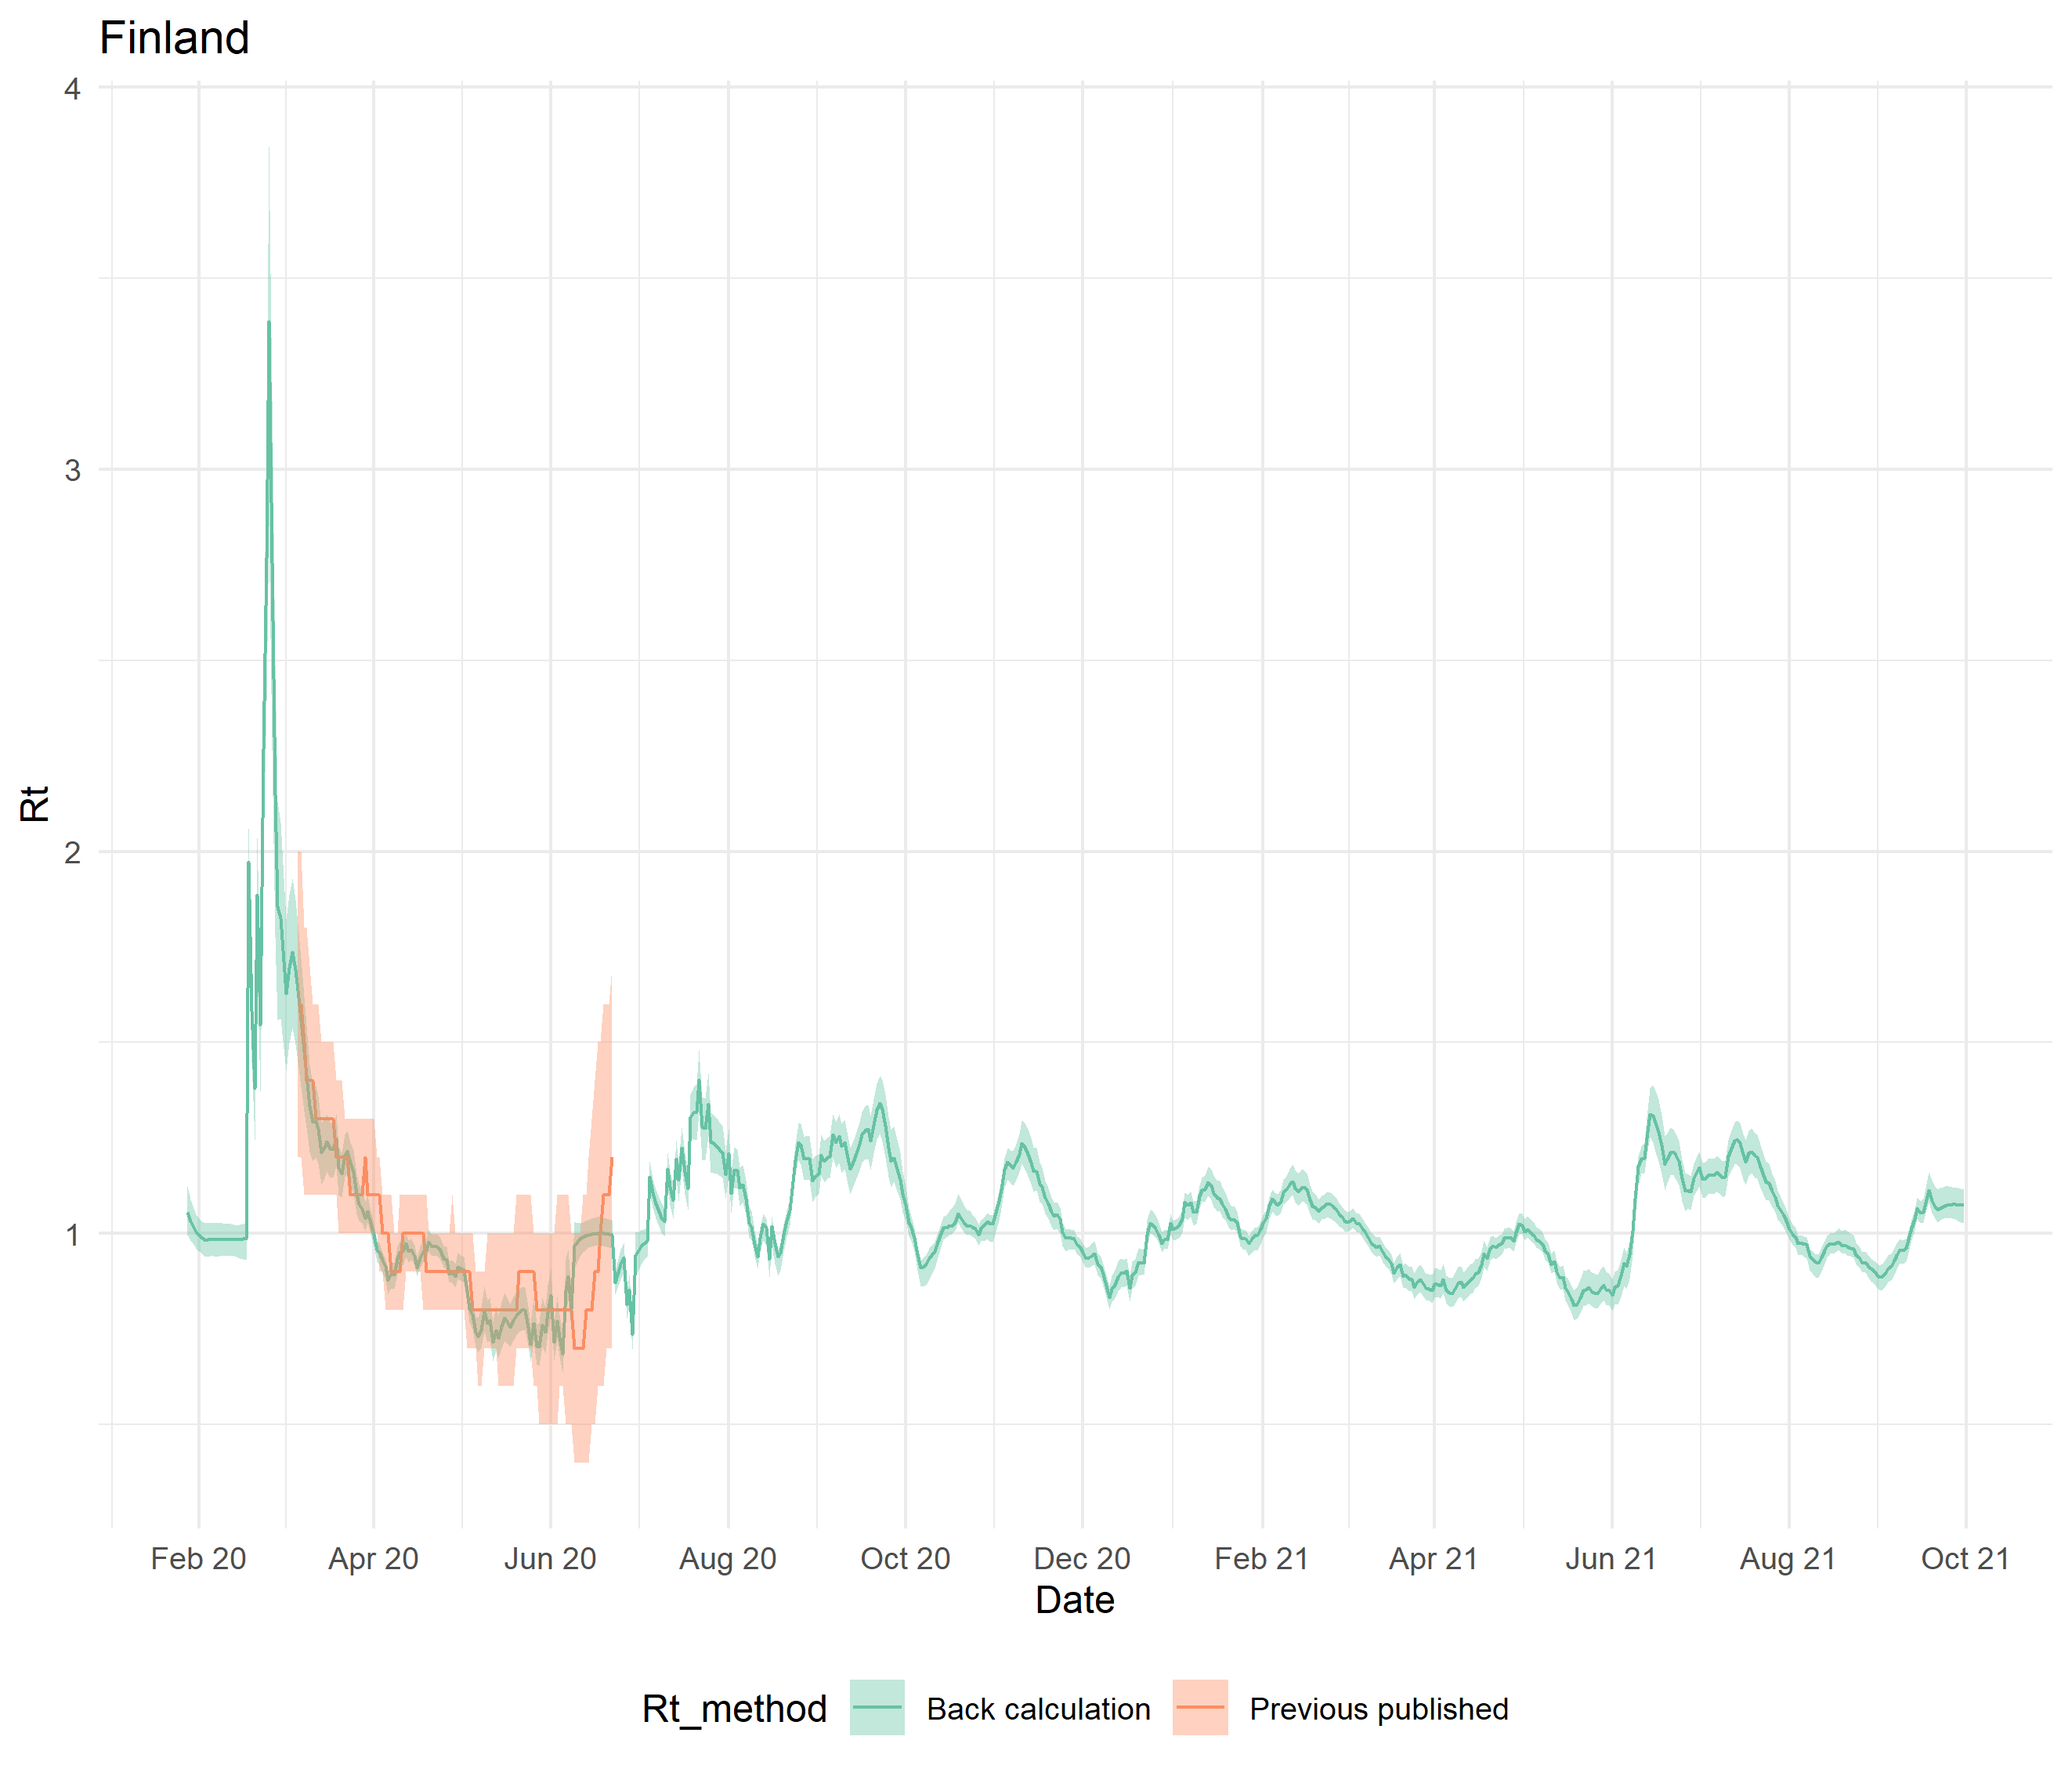 Finland
4
3
2
1
Rt
Feb 20 Apr 20 Jun 20 Aug 20 Oct 20 Dec 20 Feb 21 Apr 21 Jun 21 Aug 21 Oct 21
Date
Rt_method Back calculation Previous published